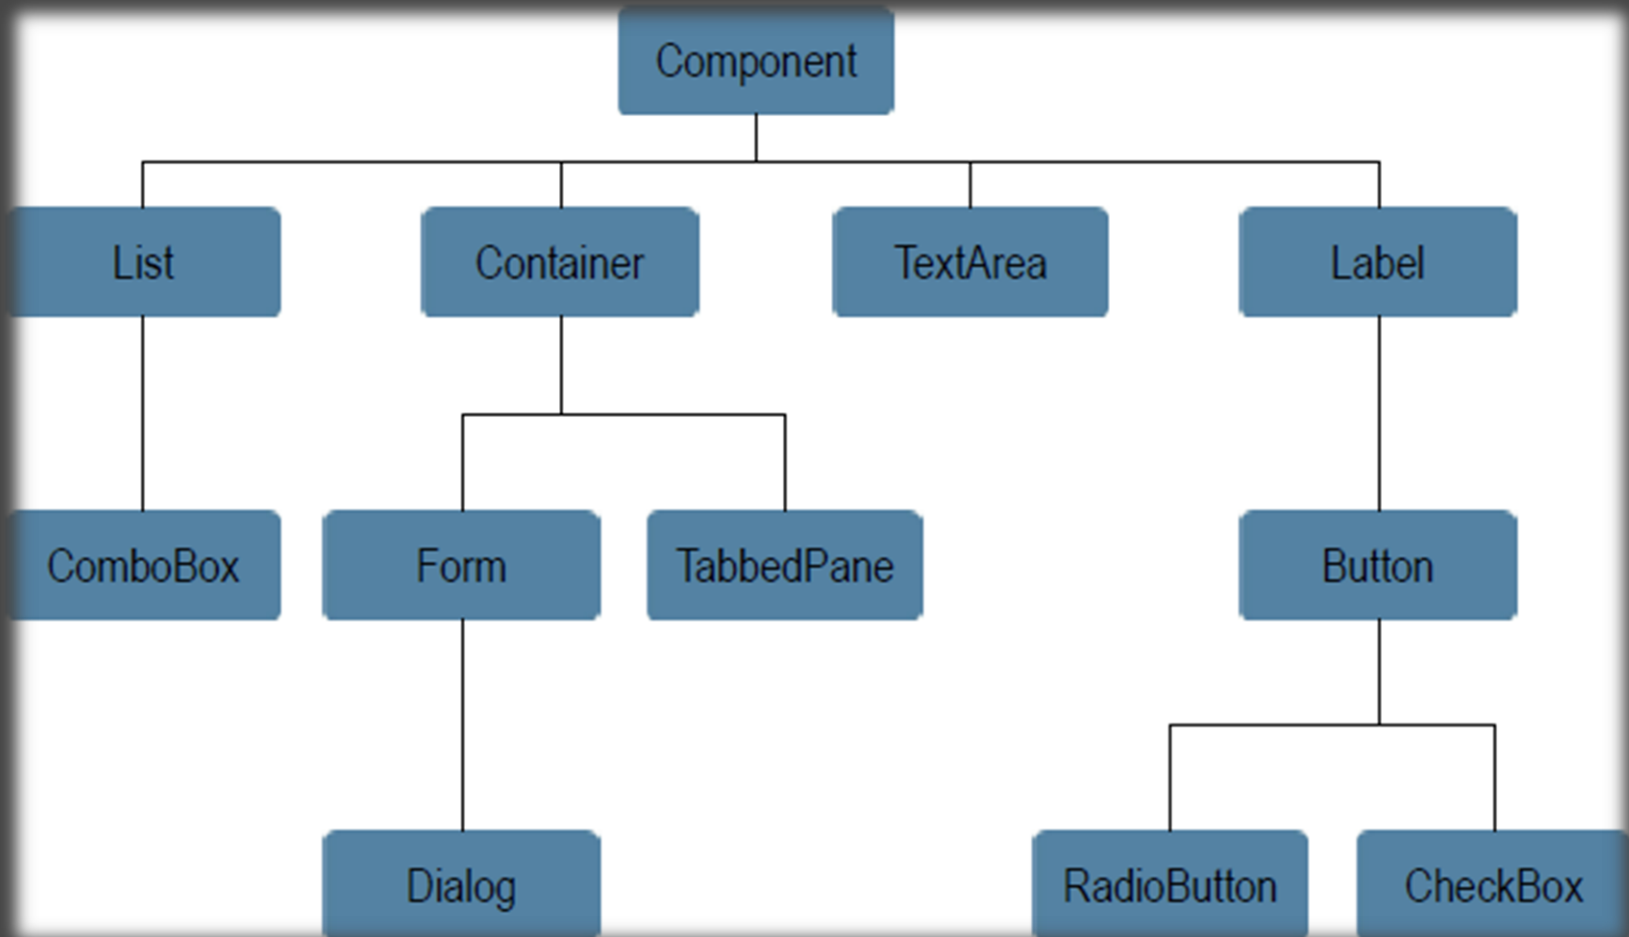 Component
List
Container
TextArea
Label
ComboBox
Form
TabbedPane
Button
Dialog
RadioButton
CheckBox